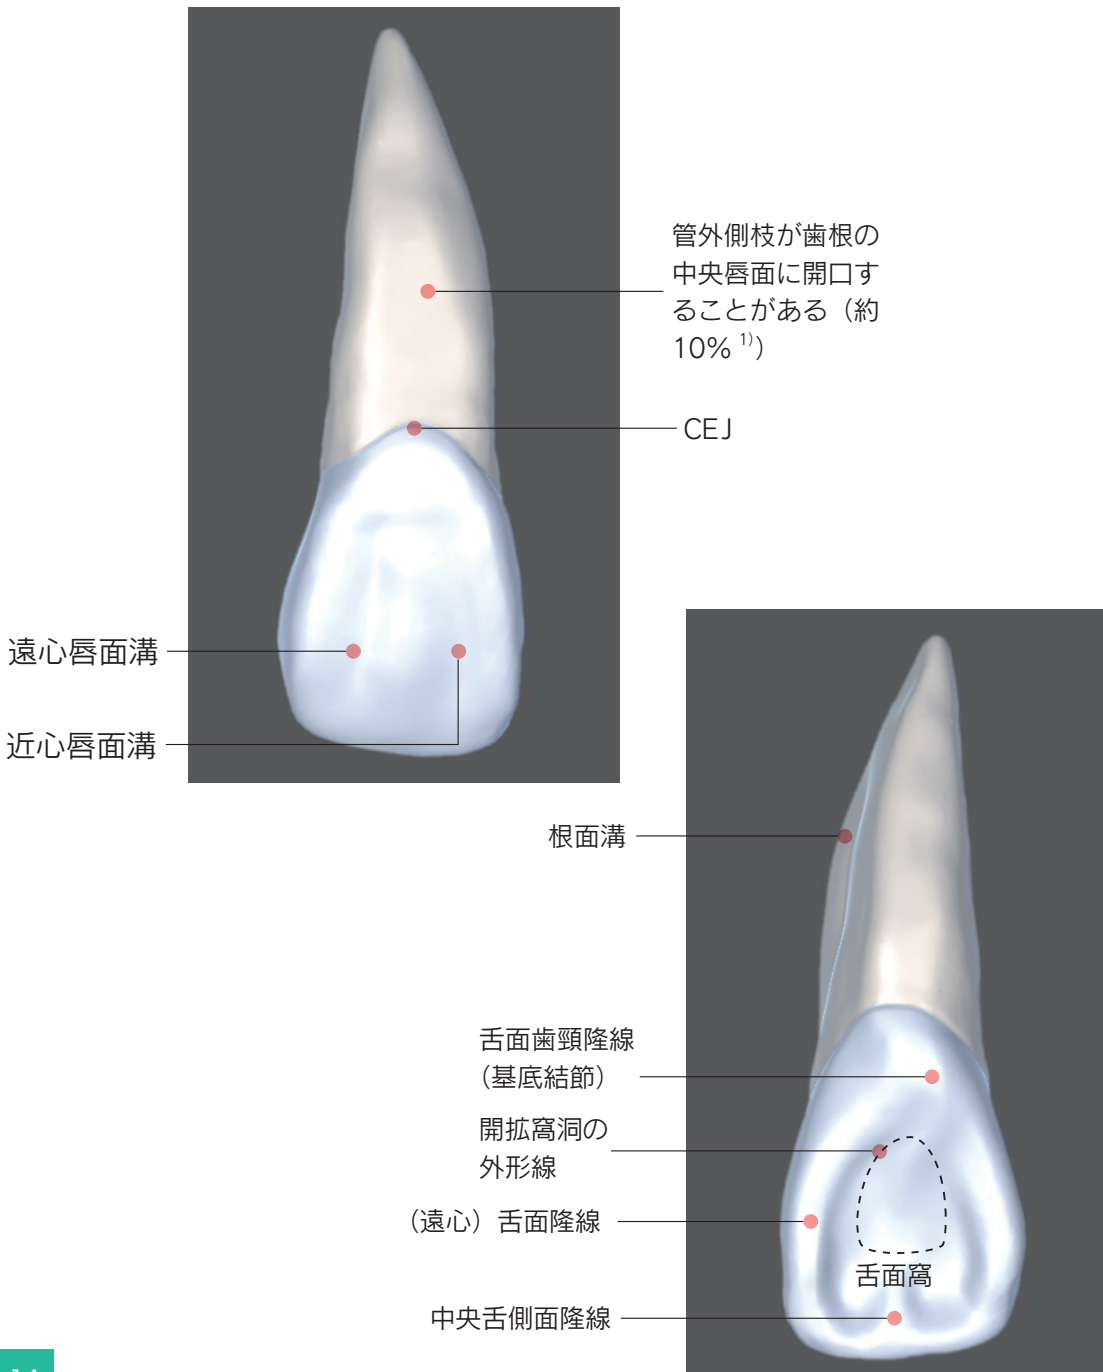 管外側枝が歯根の
中央唇面に開口す
ることがある（約
10% 1)）
CEJ
遠心唇面溝
近心唇面溝
根面溝
舌面歯頸隆線
（基底結節）
開拡窩洞の
外形線
（遠心）舌面隆線
舌面窩
中央舌側面隆線